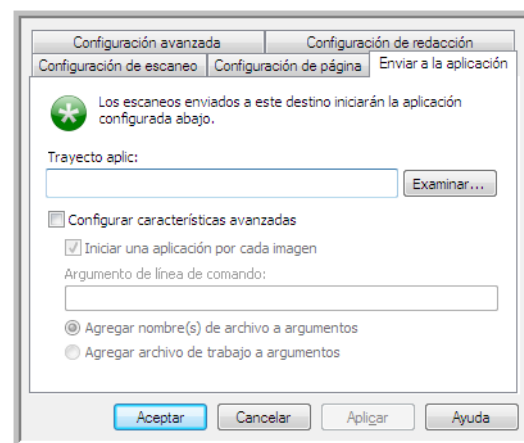 Configuración avanzada
Configuración de redacción
Configuración de escaneo
Configuración de página
Enviar a la aplicación
Los escaneos enviados a este destino iniciarán la aplicación
configurada abajo.
Trayecto aplic:
Examinar...
Configurar características avanzadas
Iniciar una aplicación por cada imagen
Argumento de línea de comando:
Agregar nombre(s) de archivo a argumentos
Agregar archivo de trabajo a argumentos
Aceptar
Cancelar
Aplicar
Ayuda